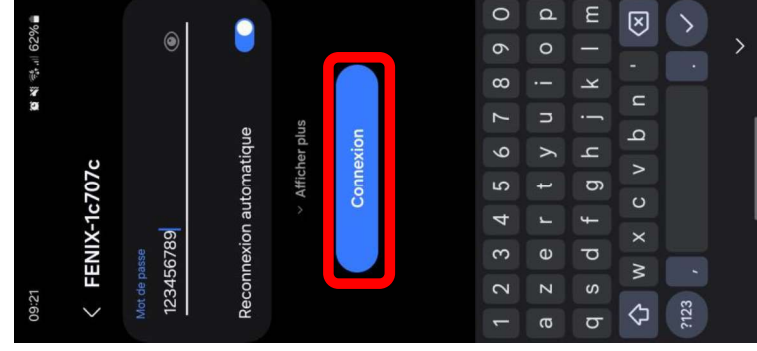 09:21 62%
FENIX-1c707c
Mot de passe
123456789
Reconnexion automatique
Afficher plus
Connexion
1 2 3 4 5 6 7 8 9 0
a z e r t y u i o p
q s d f g h j k l m
w x c v b n '
?123 , .